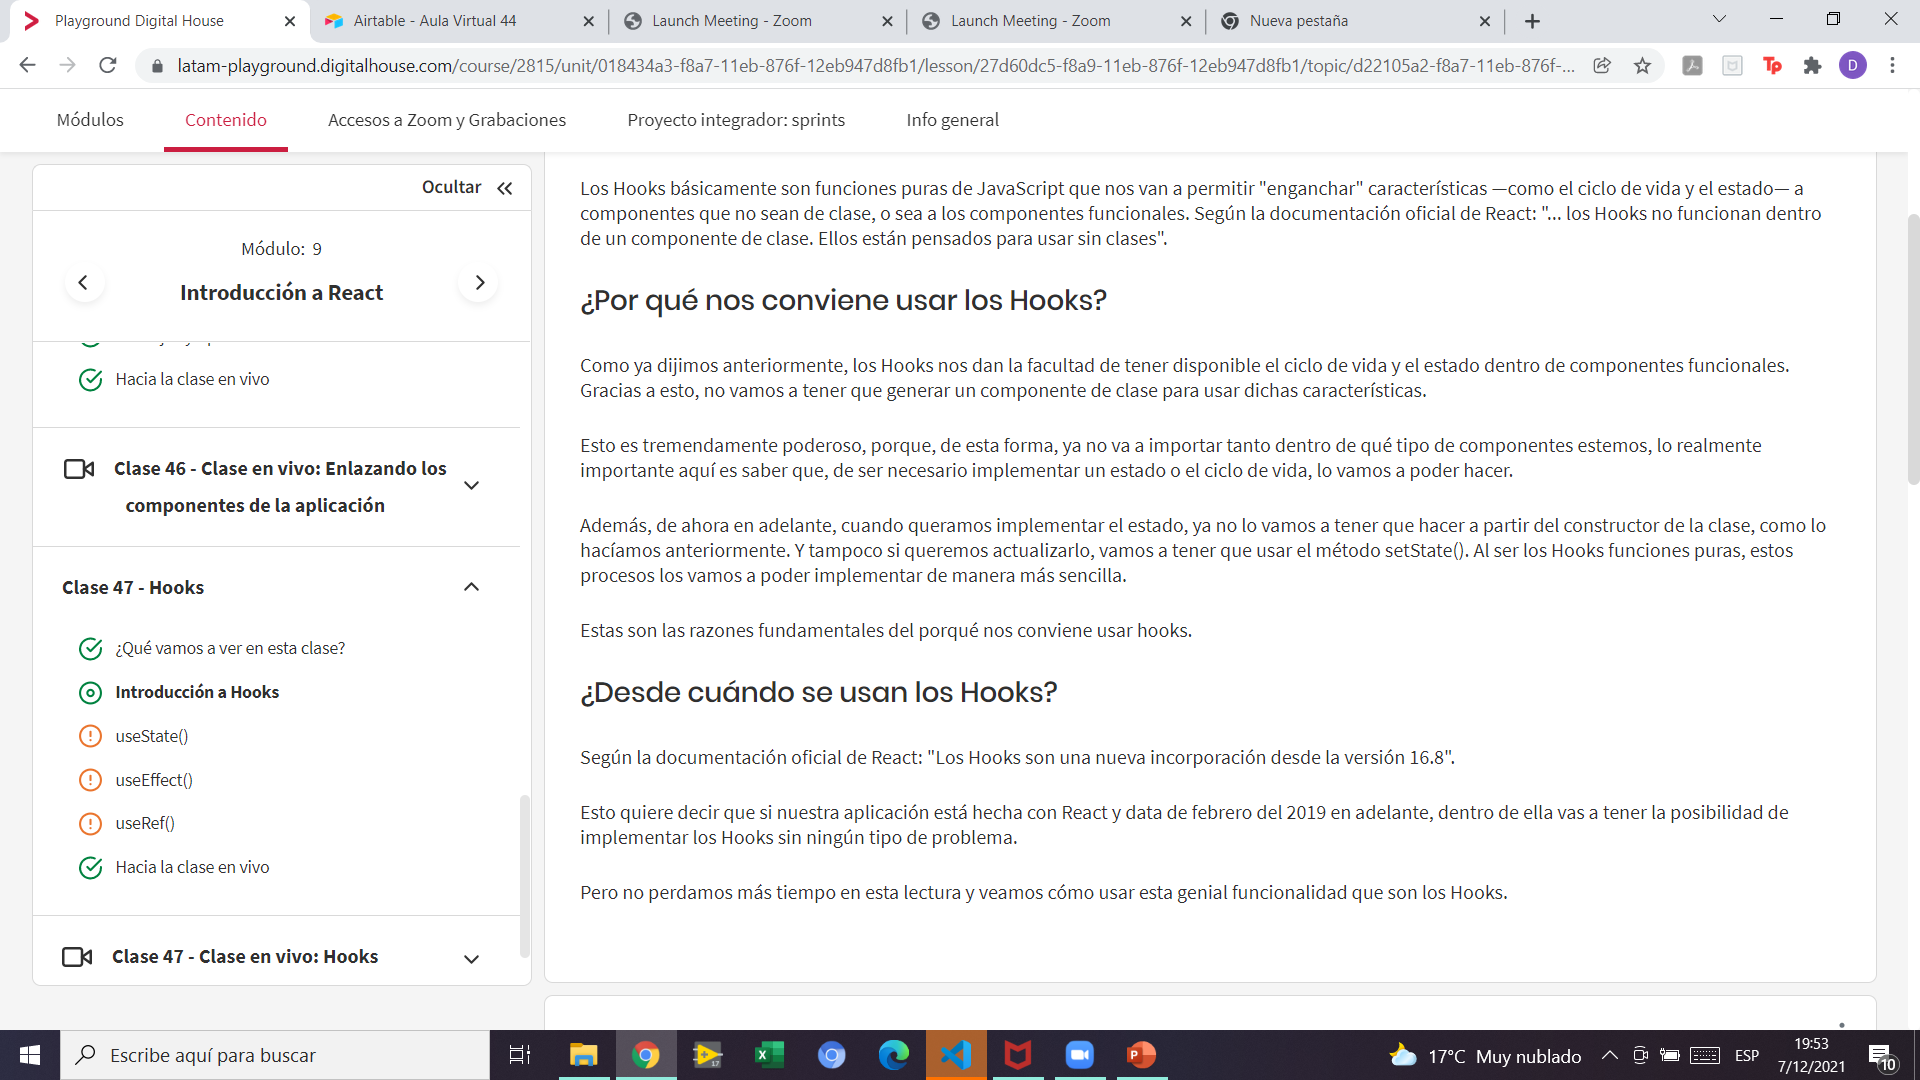 Playground Digital House
Airtable - Aula Virtual 44
Launch Meeting - Zoom
Launch Meeting - Zoom
Nueva pestaña
latam-playground.digitalhouse.com/course/2815/unit/018434a3-f8a7-11eb-876f-12eb947d8fb1/lesson/27d60dc5-f8a9-11eb-876f-12eb947d8fb1/topic/d22105a2-f8a7-11eb-876f-...
Tp
D
Módulos
Contenido
Accesos a Zoom y Grabaciones
Proyecto integrador: sprints
Info general
Ocultar
Módulo: 9
Introducción a React
Hacia la clase en vivo
Clase 46 - Clase en vivo: Enlazando los
componentes de la aplicación
Clase 47 - Hooks
¿Qué vamos a ver en esta clase?
Introducción a Hooks
useState()
useEffect()
useRef()
Hacia la clase en vivo
Clase 47 - Clase en vivo: Hooks
Los Hooks básicamente son funciones puras de JavaScript que nos van a permitir "enganchar" características —como el ciclo de vida y el estado— a
componentes que no sean de clase, o sea a los componentes funcionales. Según la documentación oficial de React: "... los Hooks no funcionan dentro
de un componente de clase. Ellos están pensados para usar sin clases".
¿Por qué nos conviene usar los Hooks?
Como ya dijimos anteriormente, los Hooks nos dan la facultad de tener disponible el ciclo de vida y el estado dentro de componentes funcionales.
Gracias a esto, no vamos a tener que generar un componente de clase para usar dichas características.
Esto es tremendamente poderoso, porque, de esta forma, ya no va a importar tanto dentro de qué tipo de componentes estemos, lo realmente
importante aquí es saber que, de ser necesario implementar un estado o el ciclo de vida, lo vamos a poder hacer.
Además, de ahora en adelante, cuando queramos implementar el estado, ya no lo vamos a tener que hacer a partir del constructor de la clase, como lo
hacíamos anteriormente. Y tampoco si queremos actualizarlo, vamos a tener que usar el método setState(). Al ser los Hooks funciones puras, estos
procesos los vamos a poder implementar de manera más sencilla.
Estas son las razones fundamentales del porqué nos conviene usar hooks.
¿Desde cuándo se usan los Hooks?
Según la documentación oficial de React: "Los Hooks son una nueva incorporación desde la versión 16.8".
Esto quiere decir que si nuestra aplicación está hecha con React y data de febrero del 2019 en adelante, dentro de ella vas a tener la posibilidad de
implementar los Hooks sin ningún tipo de problema.
Pero no perdamos más tiempo en esta lectura y veamos cómo usar esta genial funcionalidad que son los Hooks.
Escribe aquí para buscar
17°C Muy nublado
ESP
19:53
7/12/2021
10